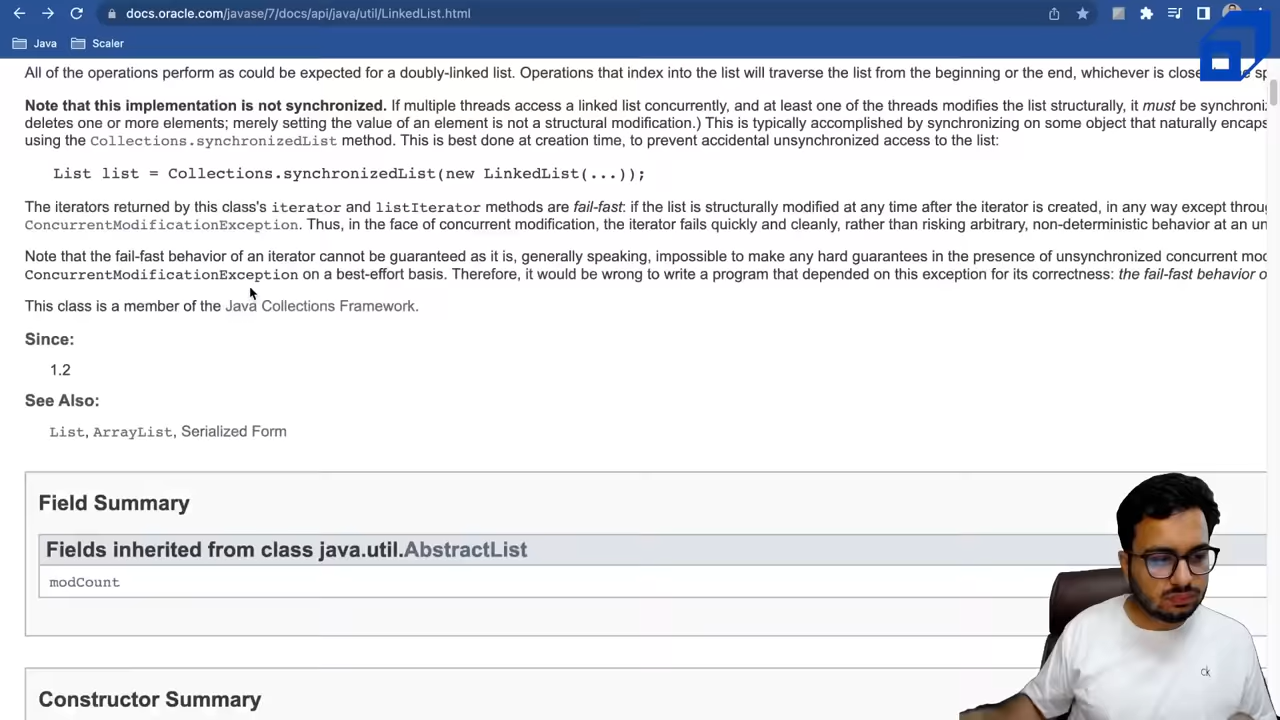 docs.oracle.com/javase/7/docs/api/java/util/LinkedList.html
Java Scaler
All of the operations perform as could be expected for a doubly-linked list. Operations that index into the list will traverse the list from the beginning or the end, whichever is
Note that this implementation is not synchronized. If multiple threads access a linked list concurrently, and at least one of the threads modifies the list structurally, it must be
deletes one or more elements; merely setting the value of an element is not a structural modification.) This is typically accomplished by synchronizing on some object that naturally
using the Collections.synchronizedList method. This is best done at creation time, to prevent accidental unsynchronized access to the list:
List list = Collections.synchronizedList(new LinkedList(...));
The iterators returned by this class's iterator and listIterator methods are fail-fast: if the list is structurally modified at any time after the iterator is created, in any way except
ConcurrentModificationException. Thus, in the face of concurrent modification, the iterator fails quickly and cleanly, rather than risking arbitrary, non-deterministic behavior at an
Note that the fail-fast behavior of an iterator cannot be guaranteed as it is, generally speaking, impossible to make any hard guarantees in the presence of unsynchronized concurrent
ConcurrentModificationException on a best-effort basis. Therefore, it would be wrong to write a program that depended on this exception for its correctness: the fail-fast behavior
This class is a member of the Java Collections Framework.
Since:
1.2
See Also:
List, ArrayList, Serialized Form
Field Summary
Fields inherited from class java.util.AbstractList
modCount
Constructor Summary
ck